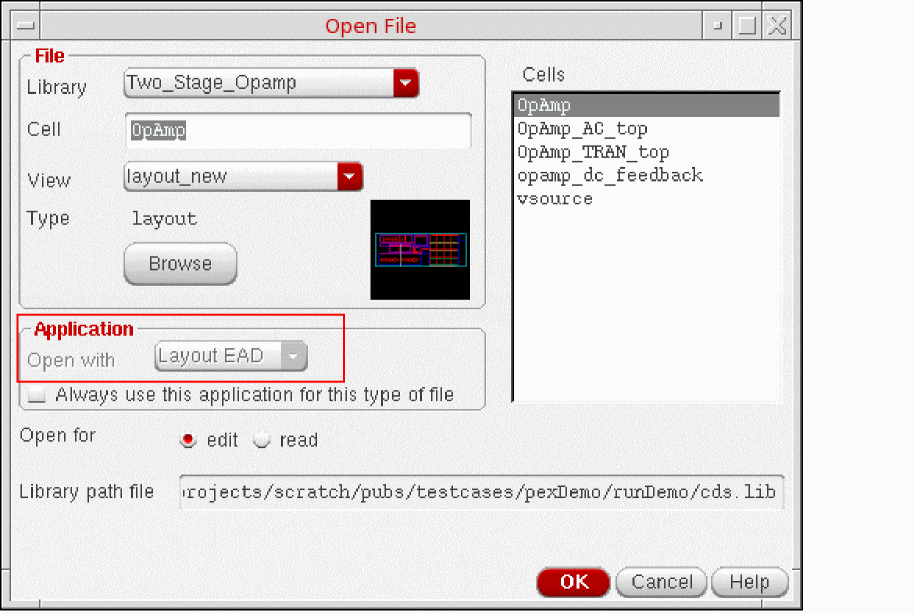 Open File
File
Library Two_Stage_Opamp
Cell OpAmp
View layout_new
Type layout
Browse
Cells
OpAmp
OpAmp_AC_top
OpAmp_TRAN_top
opamp_dc_feedback
vsource
Application
Open with Layout EAD
Always use this application for this type of file
Open for edit read
Library path file rojects/scratch/pubs/testcases/pexDemo/runDemo/cds.lib
OK Cancel Help